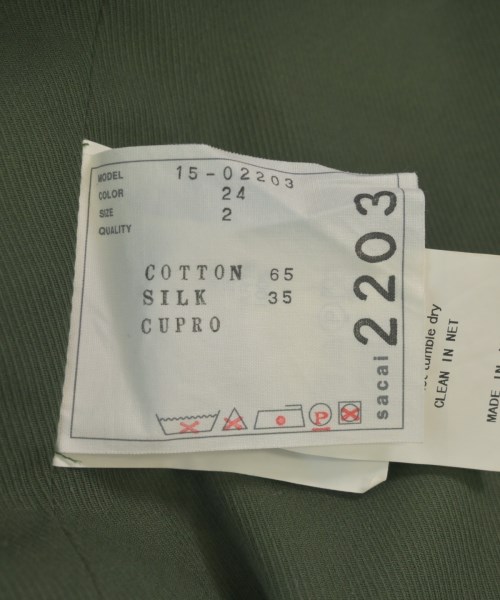 MODEL 15-02203
COLOR 24
SIZE 2
QUALITY
COTTON 65
SILK 35
CUPRO
P
sacai 2203
tumble dry
CLEAN IN NET
MADE IN